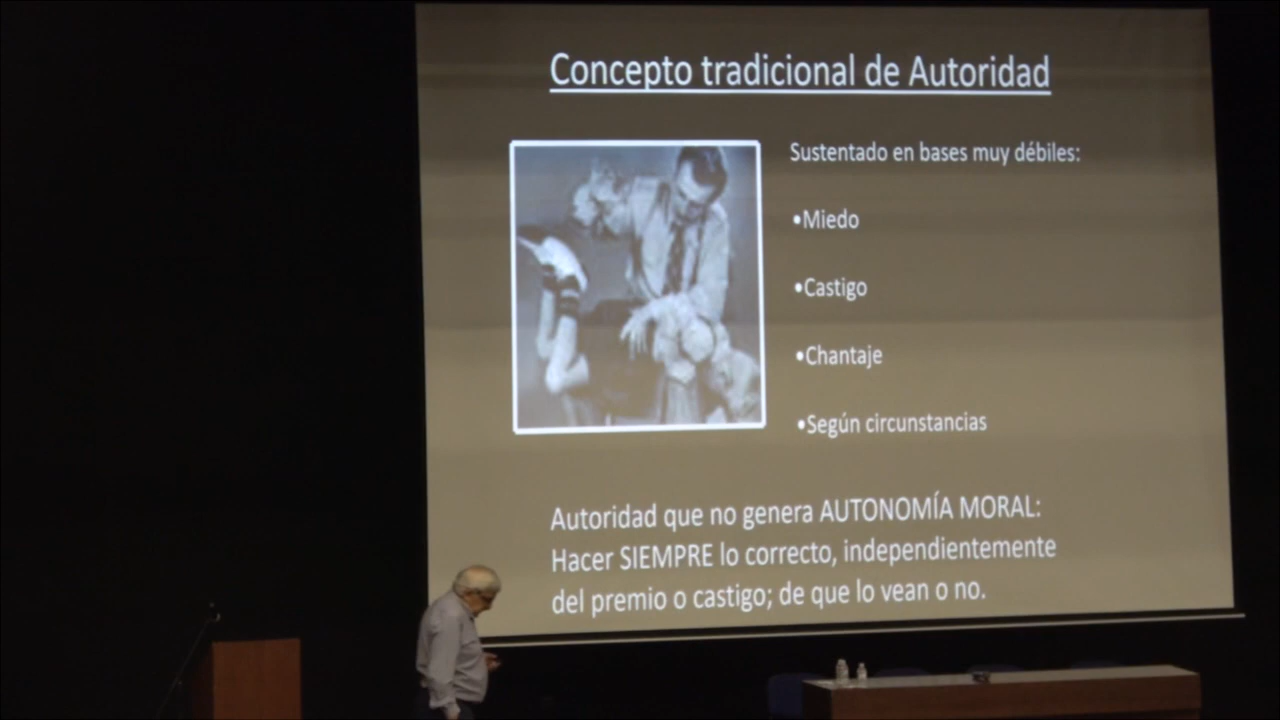 Concepto tradicional de Autoridad
Sustentado en bases muy débiles:
•Miedo
•Castigo
•Chantaje
•Según circunstancias
Autoridad que no genera AUTONOMÍA MORAL:
Hacer SIEMPRE lo correcto, independientemente
del premio o castigo; de que lo vean o no.